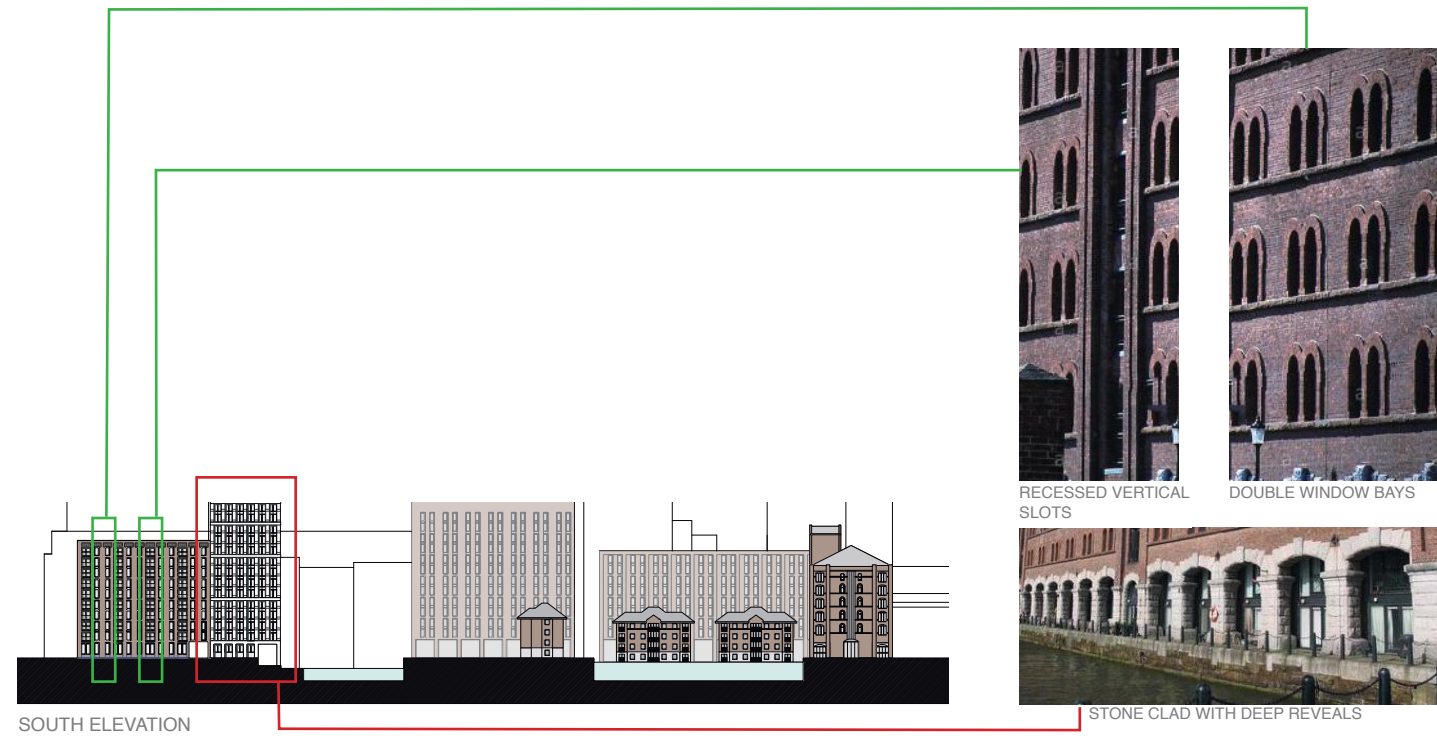 RECESSED VERTICAL
SLOTS
DOUBLE WINDOW BAYS
STONE CLAD WITH DEEP REVEALS
SOUTH ELEVATION